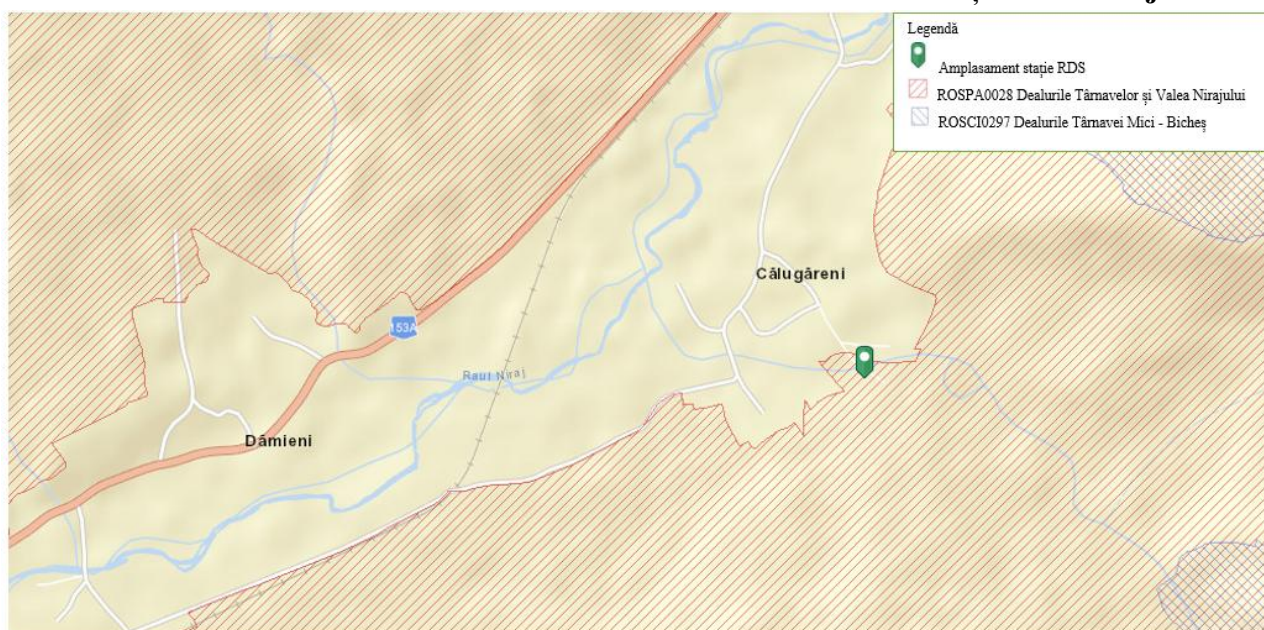 Legendă
Amplasament stație RDS
ROSPA0028 Dealurile Târnavelor și Valea Nirajului
ROSCI0297 Dealurile Târnavei Mici - Bicheș
Călugăreni
153A
Raul Niraj
Dămieni